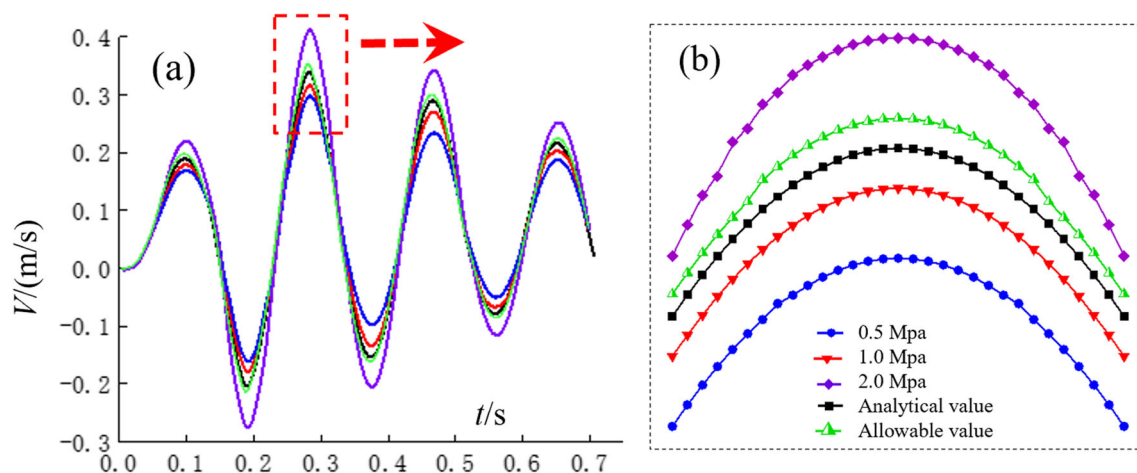 (a)
(b)
0.4
0.3
0.2
0.1
0.0
-0.1
-0.2
-0.3
V/(m/s)
t/s
0.0 0.1 0.2 0.3 0.4 0.5 0.6 0.7
0.5 Mpa
1.0 Mpa
2.0 Mpa
Analytical value
Allowable value